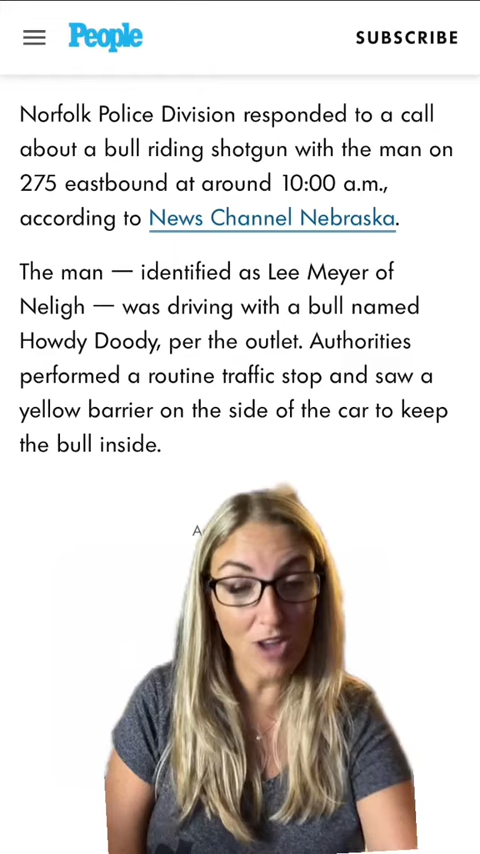 People
SUBSCRIBE
Norfolk Police Division responded to a call
about a bull riding shotgun with the man on
275 eastbound at around 10:00 a.m.,
according to News Channel Nebraska.
The man — identified as Lee Meyer of
Neligh — was driving with a bull named
Howdy Doody, per the outlet. Authorities
performed a routine traffic stop and saw a
yellow barrier on the side of the car to keep
the bull inside.